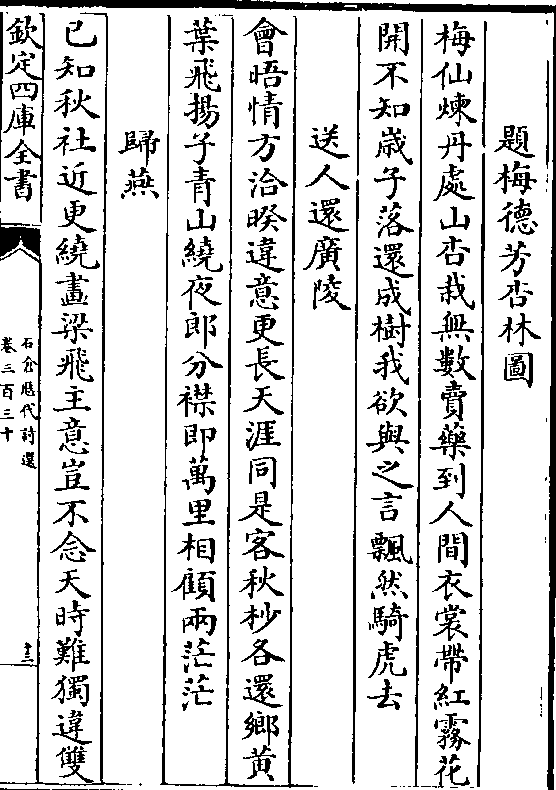 題梅德芳杏林圖
梅仙煉丹處山杏栽無數賣藥到人間衣裳帶紅霧花
開不知歲子落還成樹我欲與之言飄然騎虎去
送人還廣陵
會晤情方洽睽違意更長天涯同是客秋杪各還鄉黄
葉飛揚子青山繞夜郎分襟即萬里相顧兩茫茫
歸燕
已知秋社近更繞畫梁飛主意豈不念天時難獨違雙
欽定四庫全書
石倉歴代詩選
卷三百三十
十三